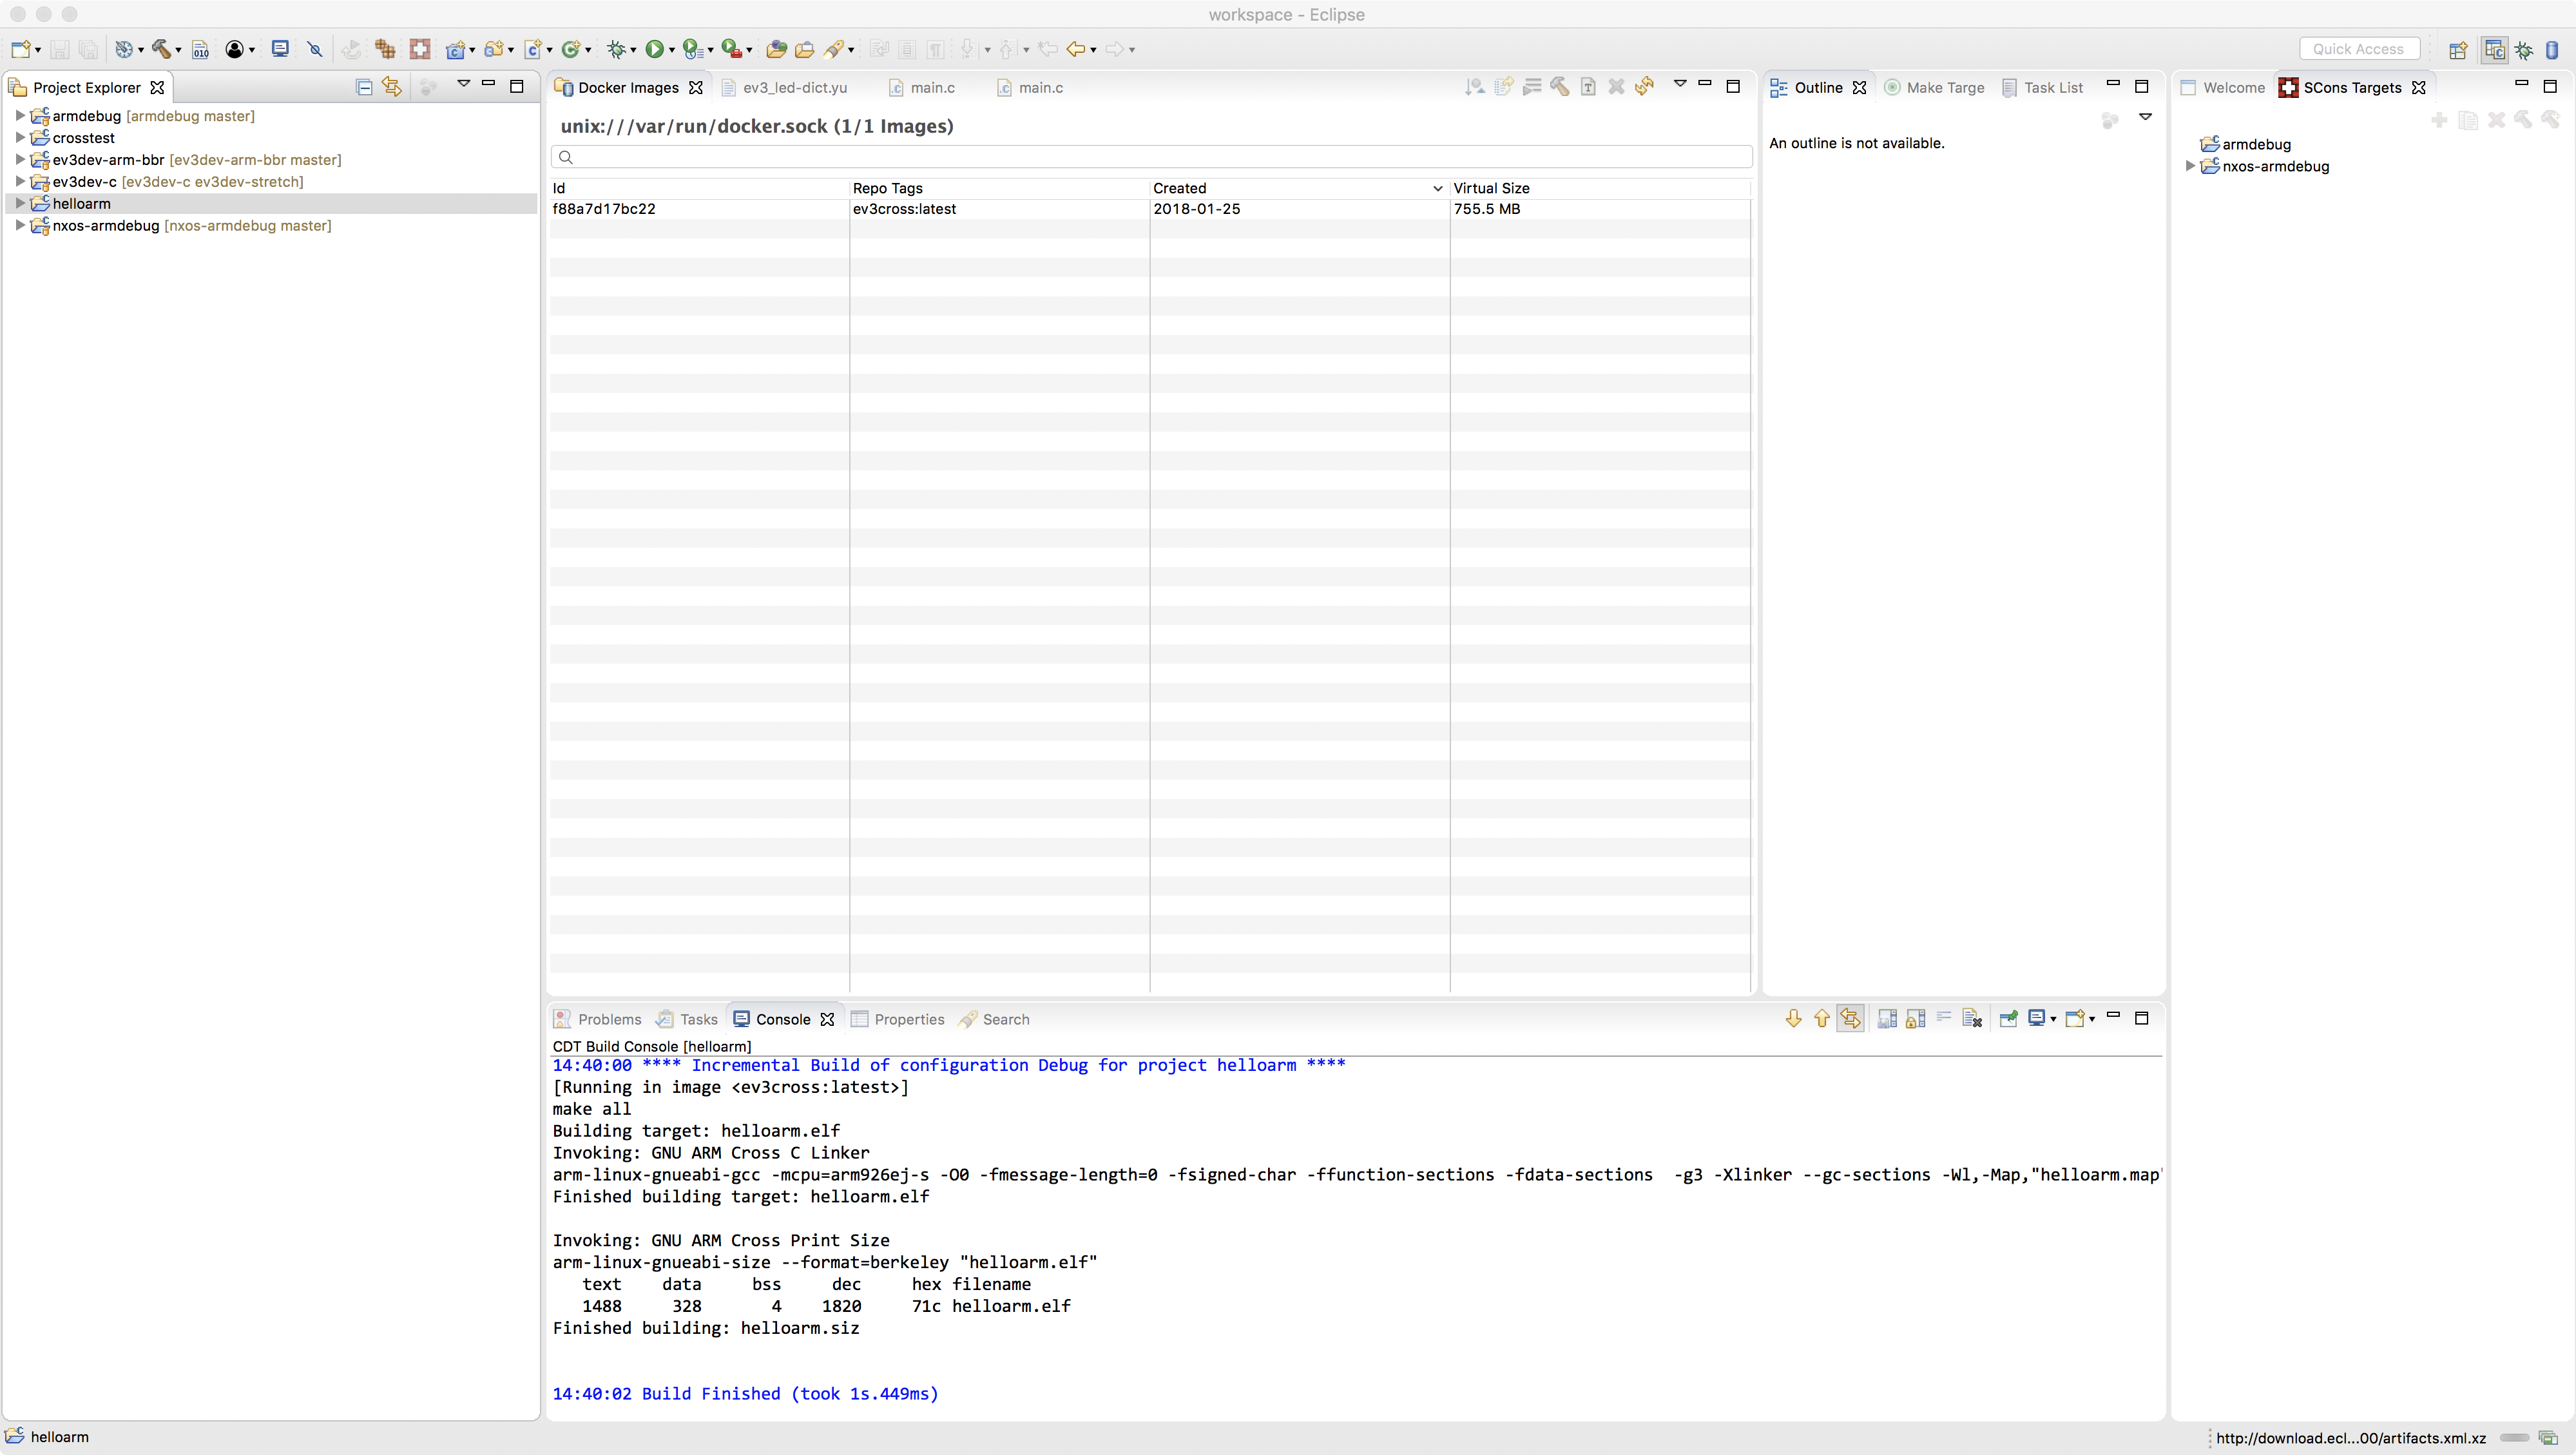 workspace - Eclipse
Quick Access
Project Explorer
armdebug [armdebug master]
crosstest
ev3dev-arm-bbr [ev3dev-arm-bbr master]
ev3dev-c [ev3dev-c ev3dev-stretch]
helloarm
nxos-armdebug [nxos-armdebug master]
Docker Images
ev3_led-dict.yu
main.c
main.c
unix:///var/run/docker.sock (1/1 Images)
Id Repo Tags Created Virtual Size
f88a7d17bc22 ev3cross:latest 2018-01-25 755.5 MB
Outline
Make Targe
Task List
An outline is not available.
Welcome
SCons Targets
armdebug
nxos-armdebug
Problems
Tasks
Console
Properties
Search
CDT Build Console [helloarm]
14:40:00 **** Incremental Build of configuration Debug for project helloarm ****
[Running in image <ev3cross:latest>]
make all
Building target: helloarm.elf
Invoking: GNU ARM Cross C Linker
arm-linux-gnueabi-gcc -mcpu=arm926ej-s -O0 -fmessage-length=0 -fsigned-char -ffunction-sections -fdata-sections  -g3 -Xlinker --gc-sections -Wl,-Map,"helloarm.map"
Finished building target: helloarm.elf
Invoking: GNU ARM Cross Print Size
arm-linux-gnueabi-size --format=berkeley "helloarm.elf"
text data bss dec hex filename
1488 328 4 1820 71c helloarm.elf
Finished building: helloarm.siz
14:40:02 Build Finished (took 1s.449ms)
helloarm
http://download.ecl...00/artifacts.xml.xz